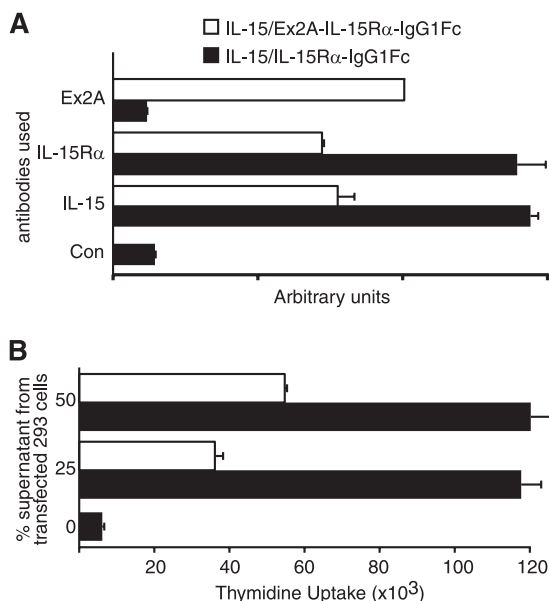 A
IL-15/Ex2A-IL-15Rα-IgG1Fc
IL-15/IL-15Rα-IgG1Fc
antibodies used
Ex2A
IL-15Rα
IL-15
Con
Arbitrary units
B
% supernatant from
transfected 293 cells
50
25
0
20
40
60
80
100
120
Thymidine Uptake (x10³)